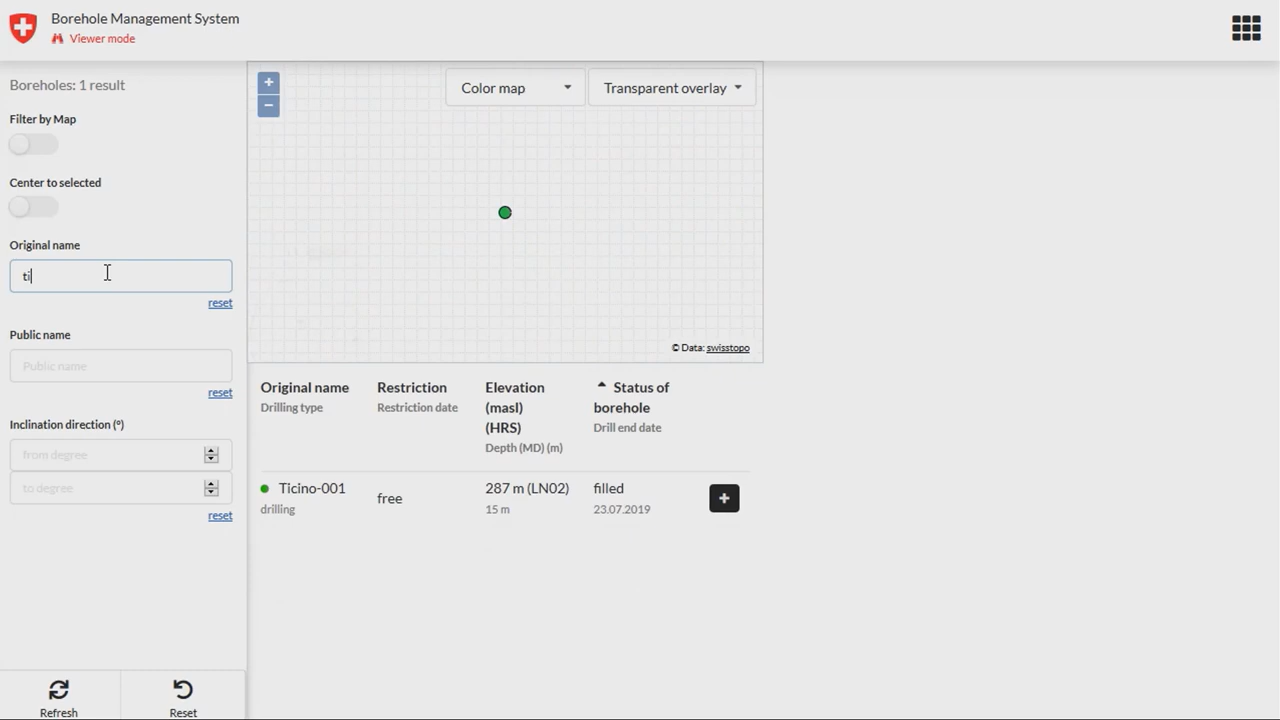 Borehole Management System
Viewer mode
Boreholes: 1 result
Filter by Map
Center to selected
Original name
ti
reset
Public name
Public name
reset
Inclination direction (°)
from degree
to degree
reset
Refresh
Reset
+
−
Color map
Transparent overlay
© Data: swisstopo
Original name
Drilling type
Restriction
Restriction date
Elevation
(masl)
(HRS)
Depth (MD) (m)
Status of
borehole
Drill end date
Ticino-001
drilling
free
287 m (LN02)
15 m
filled
23.07.2019
+